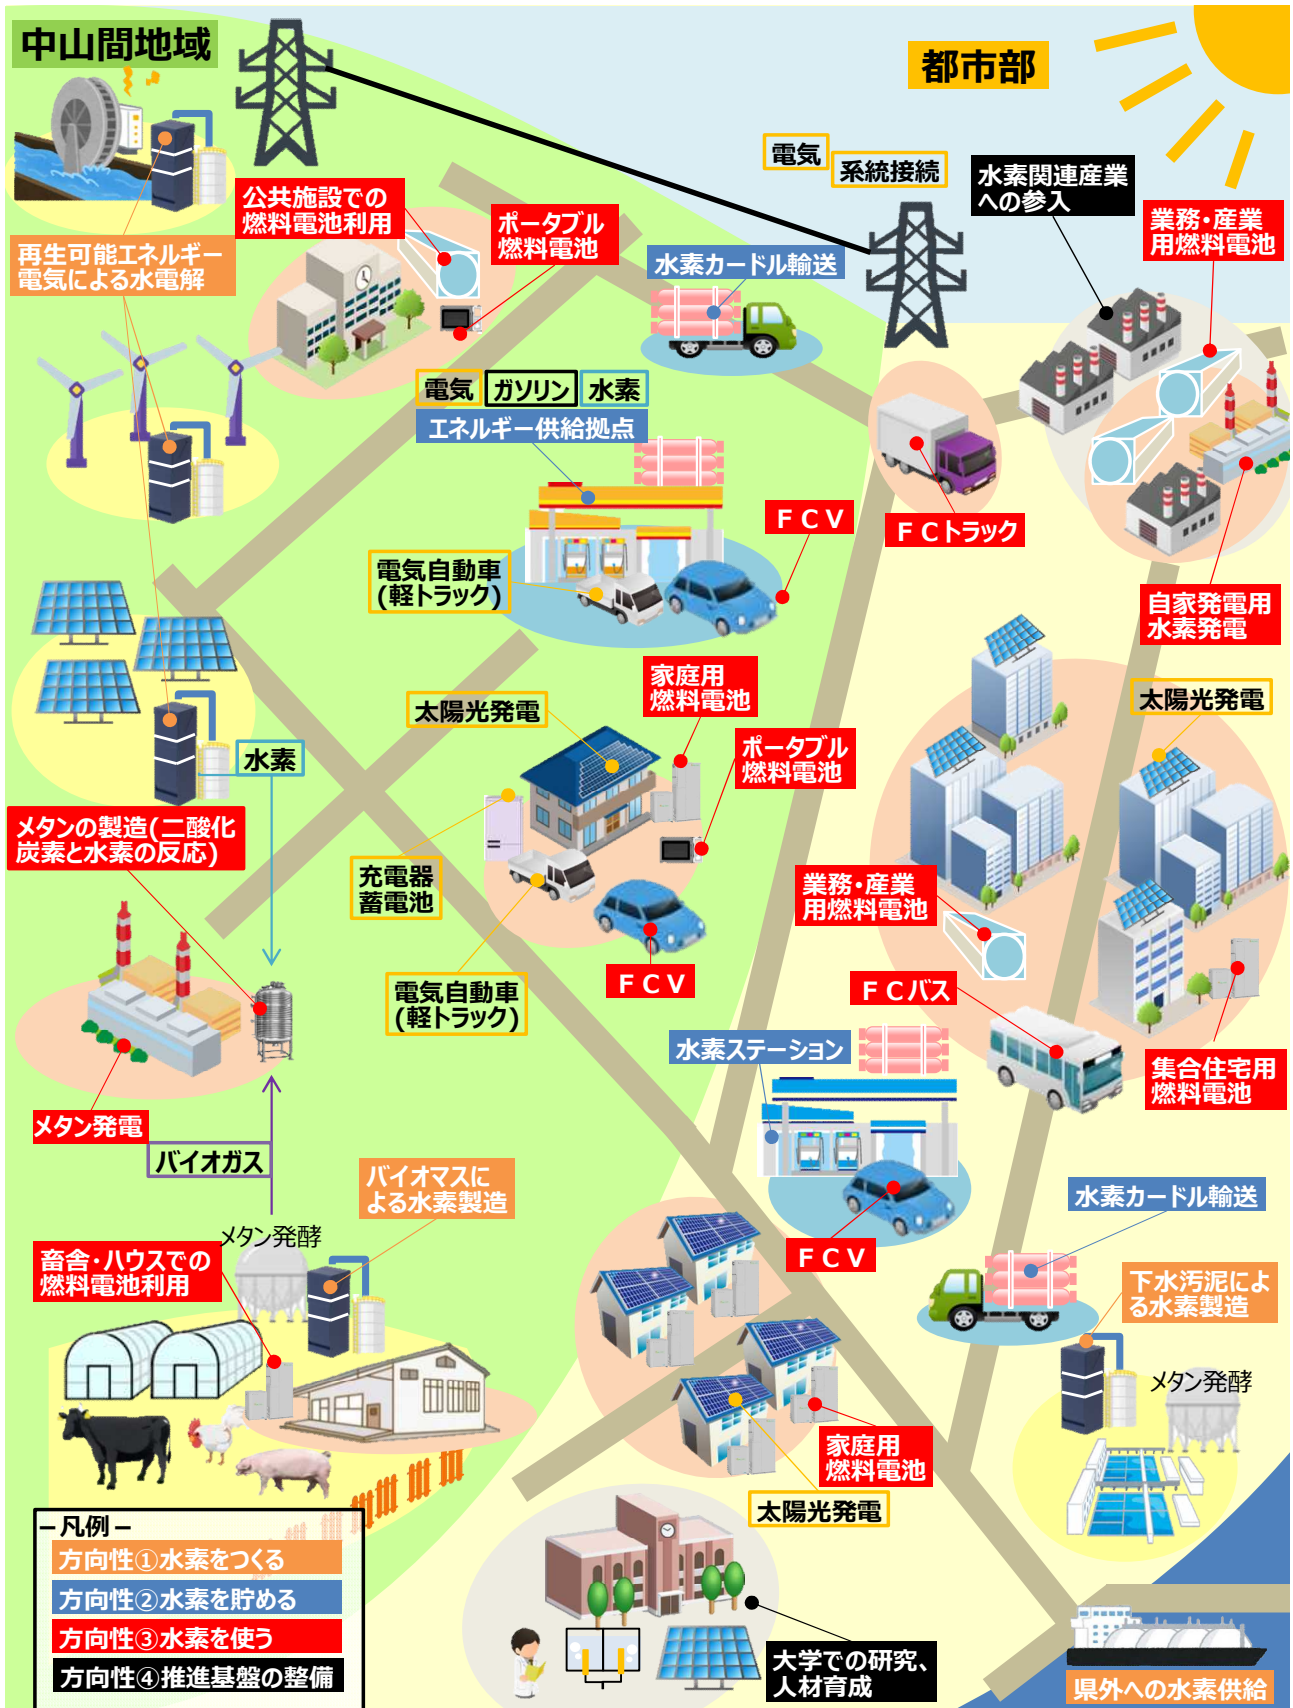 中山間地域
都市部
電気
系統接続
水素関連産業
への参入
公共施設での
燃料電池利用
ポータブル
燃料電池
業務・産業
用燃料電池
再生可能エネルギー
電気による水電解
水素カードル輸送
電気
ガソリン
水素
エネルギー供給拠点
FCV
FCトラック
電気自動車
(軽トラック)
自家発電用
水素発電
家庭用
燃料電池
太陽光発電
太陽光発電
ポータブル
燃料電池
水素
メタンの製造(二酸化
炭素と水素の反応)
充電器
蓄電池
業務・産業
用燃料電池
FCV
電気自動車
(軽トラック)
FCバス
水素ステーション
集合住宅用
燃料電池
メタン発電
バイオガス
バイオマスに
よる水素製造
水素カードル輸送
メタン発酵
畜舎・ハウスでの
燃料電池利用
FCV
下水汚泥によ
る水素製造
メタン発酵
家庭用
燃料電池
太陽光発電
－凡例－
方向性①水素をつくる
方向性②水素を貯める
方向性③水素を使う
方向性④推進基盤の整備
大学での研究、
人材育成
県外への水素供給